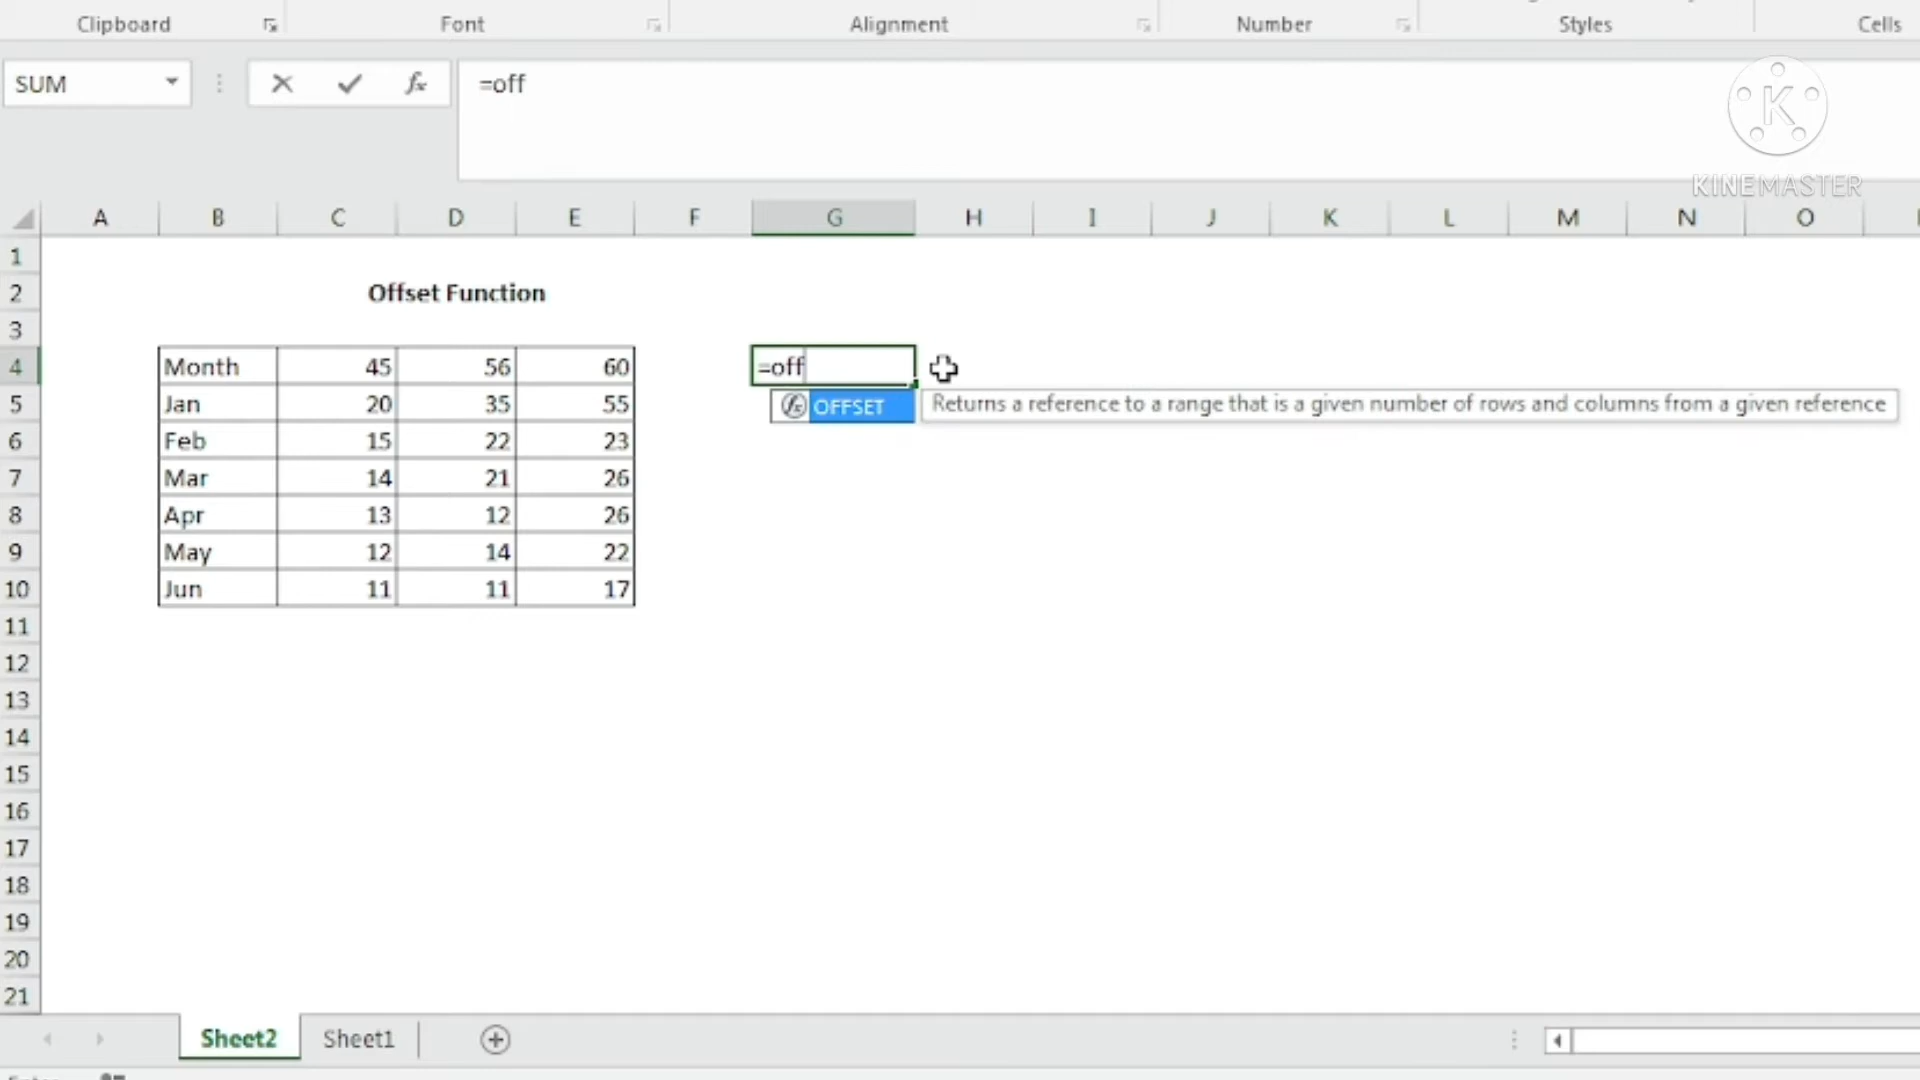 Clipboard Font Alignment Number Styles Cells
SUM =off
KINEMASTER
A B C D E F G H I J K L M N O
1
2 Offset Function
3
4 Month 45 56 60 =off
5 Jan 20 35 55 OFFSET Returns a reference to a range that is a given number of rows and columns from a given reference
6 Feb 15 22 23
7 Mar 14 21 26
8 Apr 13 12 26
9 May 12 14 22
10 Jun 11 11 17
11
12
13
14
15
16
17
18
19
20
21
Sheet2 Sheet1